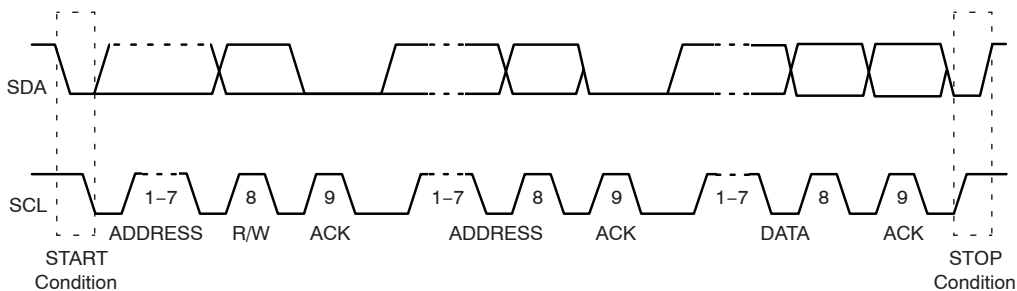 SDA
SCL
1–7 8 9 1–7 8 9 1–7 8 9
ADDRESS R/W ACK ADDRESS ACK DATA ACK
START
Condition
STOP
Condition